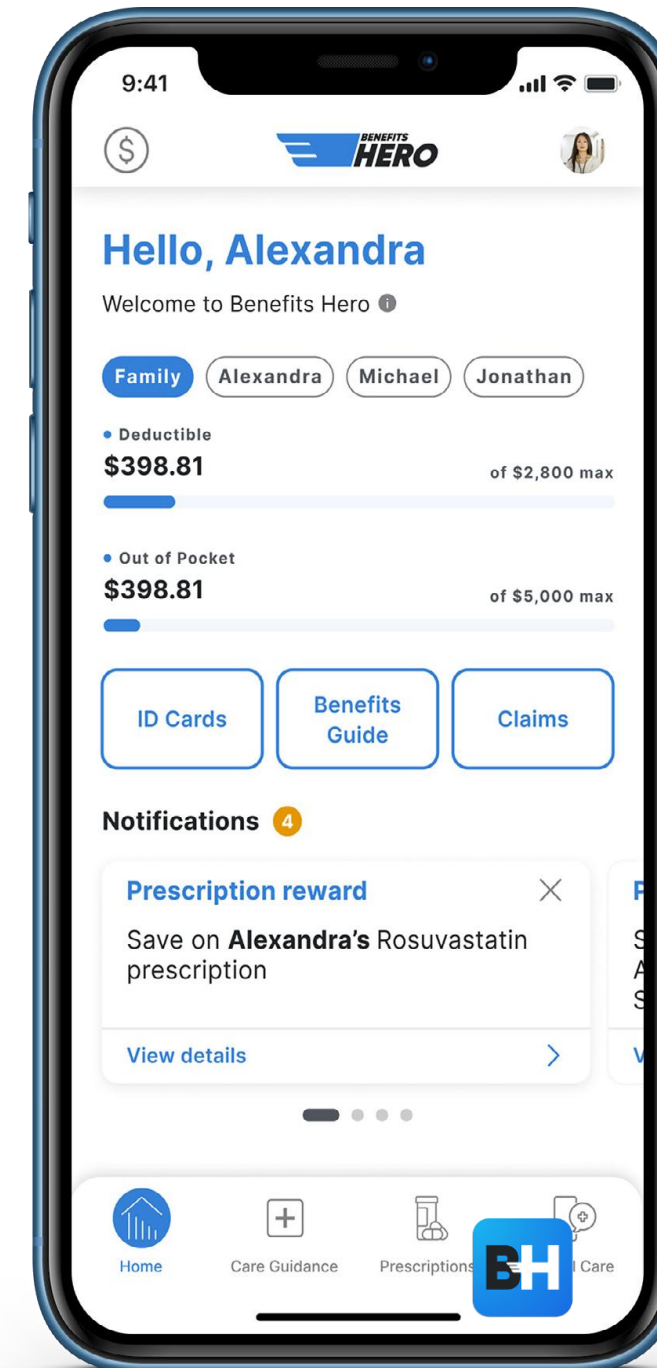 9:41
$
BENEFITS
HERO
Hello, Alexandra
Welcome to Benefits Hero
Family Alexandra Michael Jonathan
Deductible
$398.81 of $2,800 max
Out of Pocket
$398.81 of $5,000 max
ID Cards
Benefits
Guide
Claims
Notifications 4
Prescription reward
Save on Alexandra’s Rosuvastatin
prescription
View details
Home Care Guidance Prescriptions Care
BH